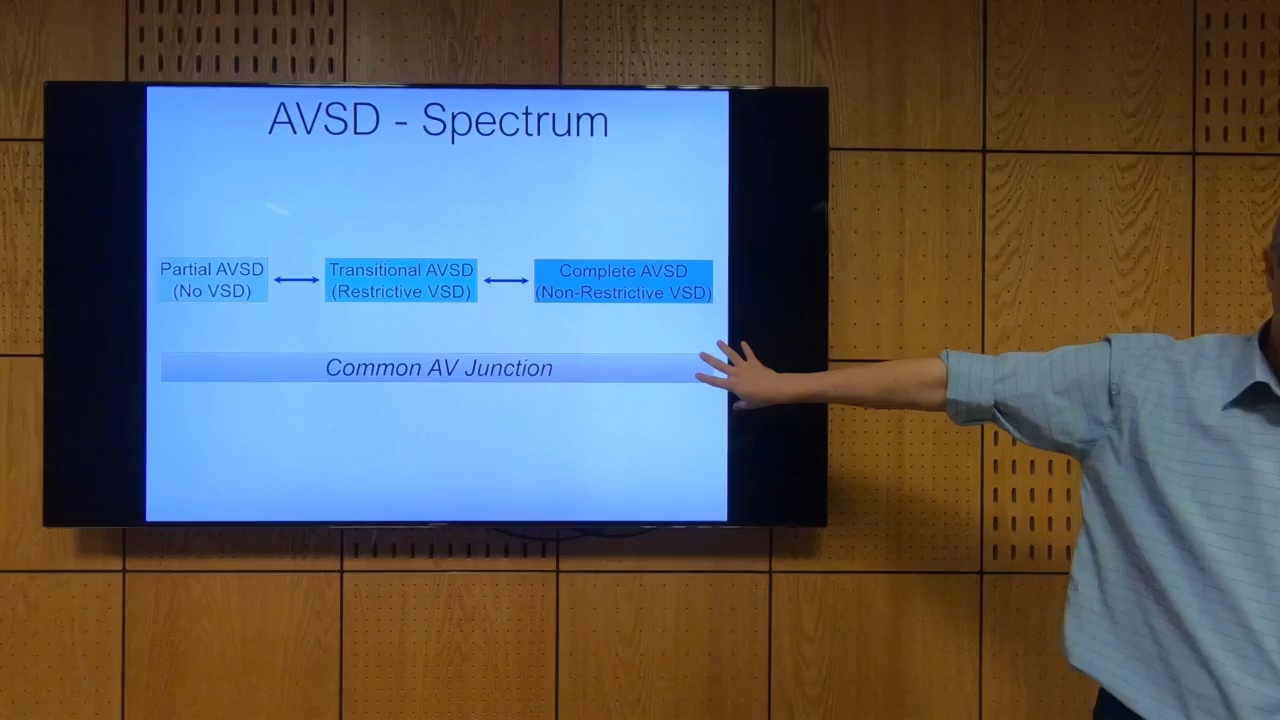 AVSD - Spectrum
Partial AVSD
(No VSD)
Transitional AVSD
(Restrictive VSD)
Complete AVSD
(Non-Restrictive VSD)
Common AV Junction